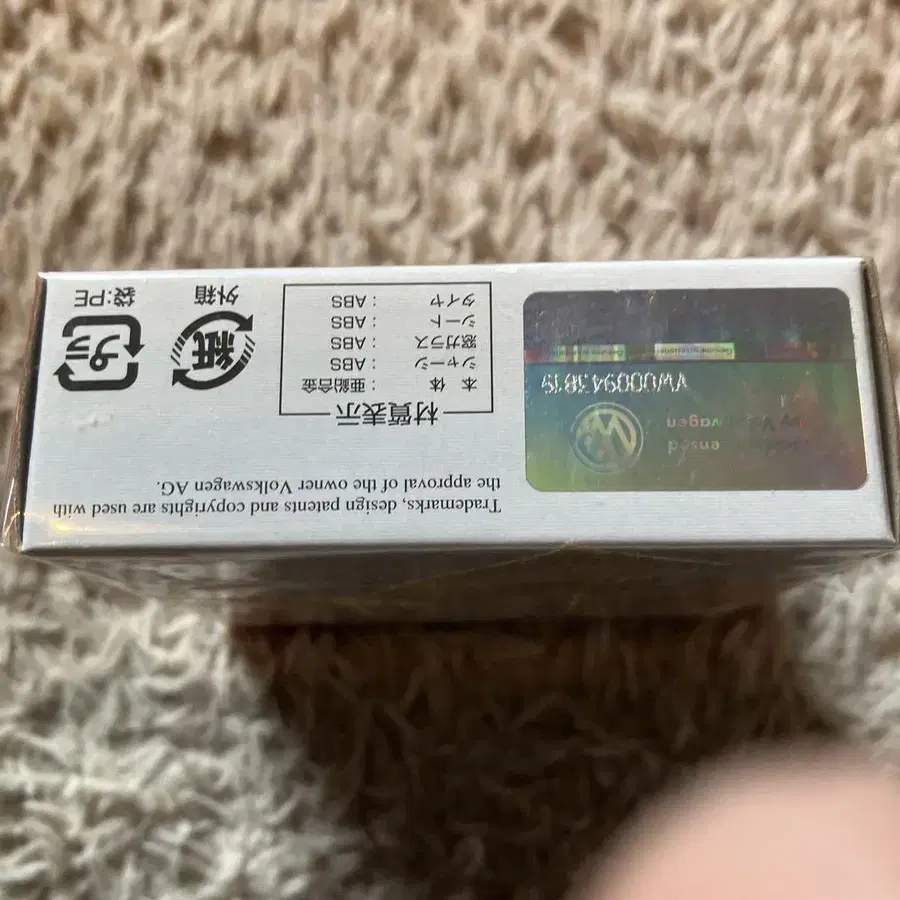 Trademarks, design patents and copyrights are used with
the approval of the owner Volkswagen AG.
材質表示
本 体 :亜鉛合金
シャーシ :ABS
窓ガラス :ABS
シート :ABS
タイヤ :ABS
紙
外箱
プラ
袋:PE
ensed
wagen